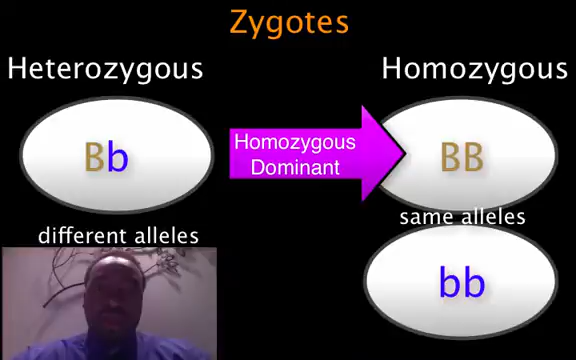 Zygotes
Heterozygous
Homozygous
Bb
Homozygous
Dominant
BB
different alleles
same alleles
bb